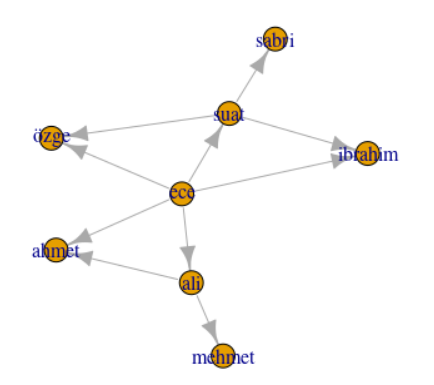 sabri
suat
özge
ibrahim
ece
ahmet
ali
mehmet